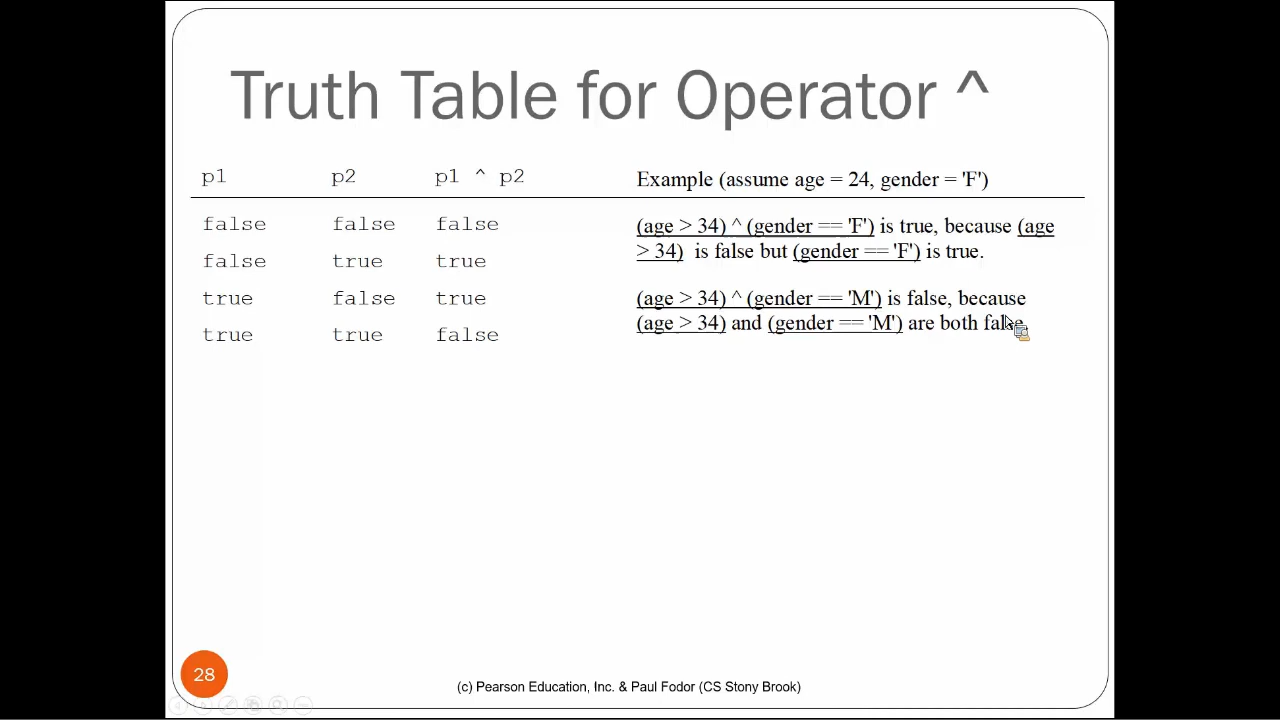 Truth Table for Operator ^
p1 p2 p1 ^ p2 Example (assume age = 24, gender = 'F')
false false false
false true true
true false true
true true false
(age > 34) ^ (gender == 'F') is true, because (age
> 34) is false but (gender == 'F') is true.
(age > 34) ^ (gender == 'M') is false, because
(age > 34) and (gender == 'M') are both false
28
(c) Pearson Education, Inc. & Paul Fodor (CS Stony Brook)